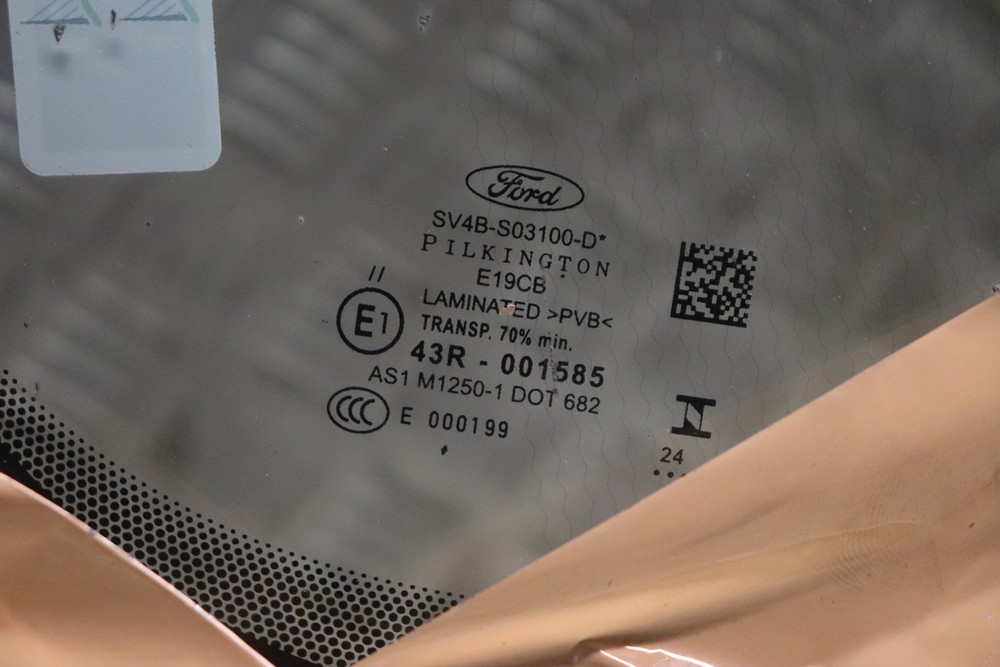 Ford
SV4B-S03100-D*
PILKINGTON
E19CB
//
LAMINATED >PVB<
E1
TRANSP. 70% min.
43R - 001585
AS1 M1250-1 DOT 682
CCC E 000199
24